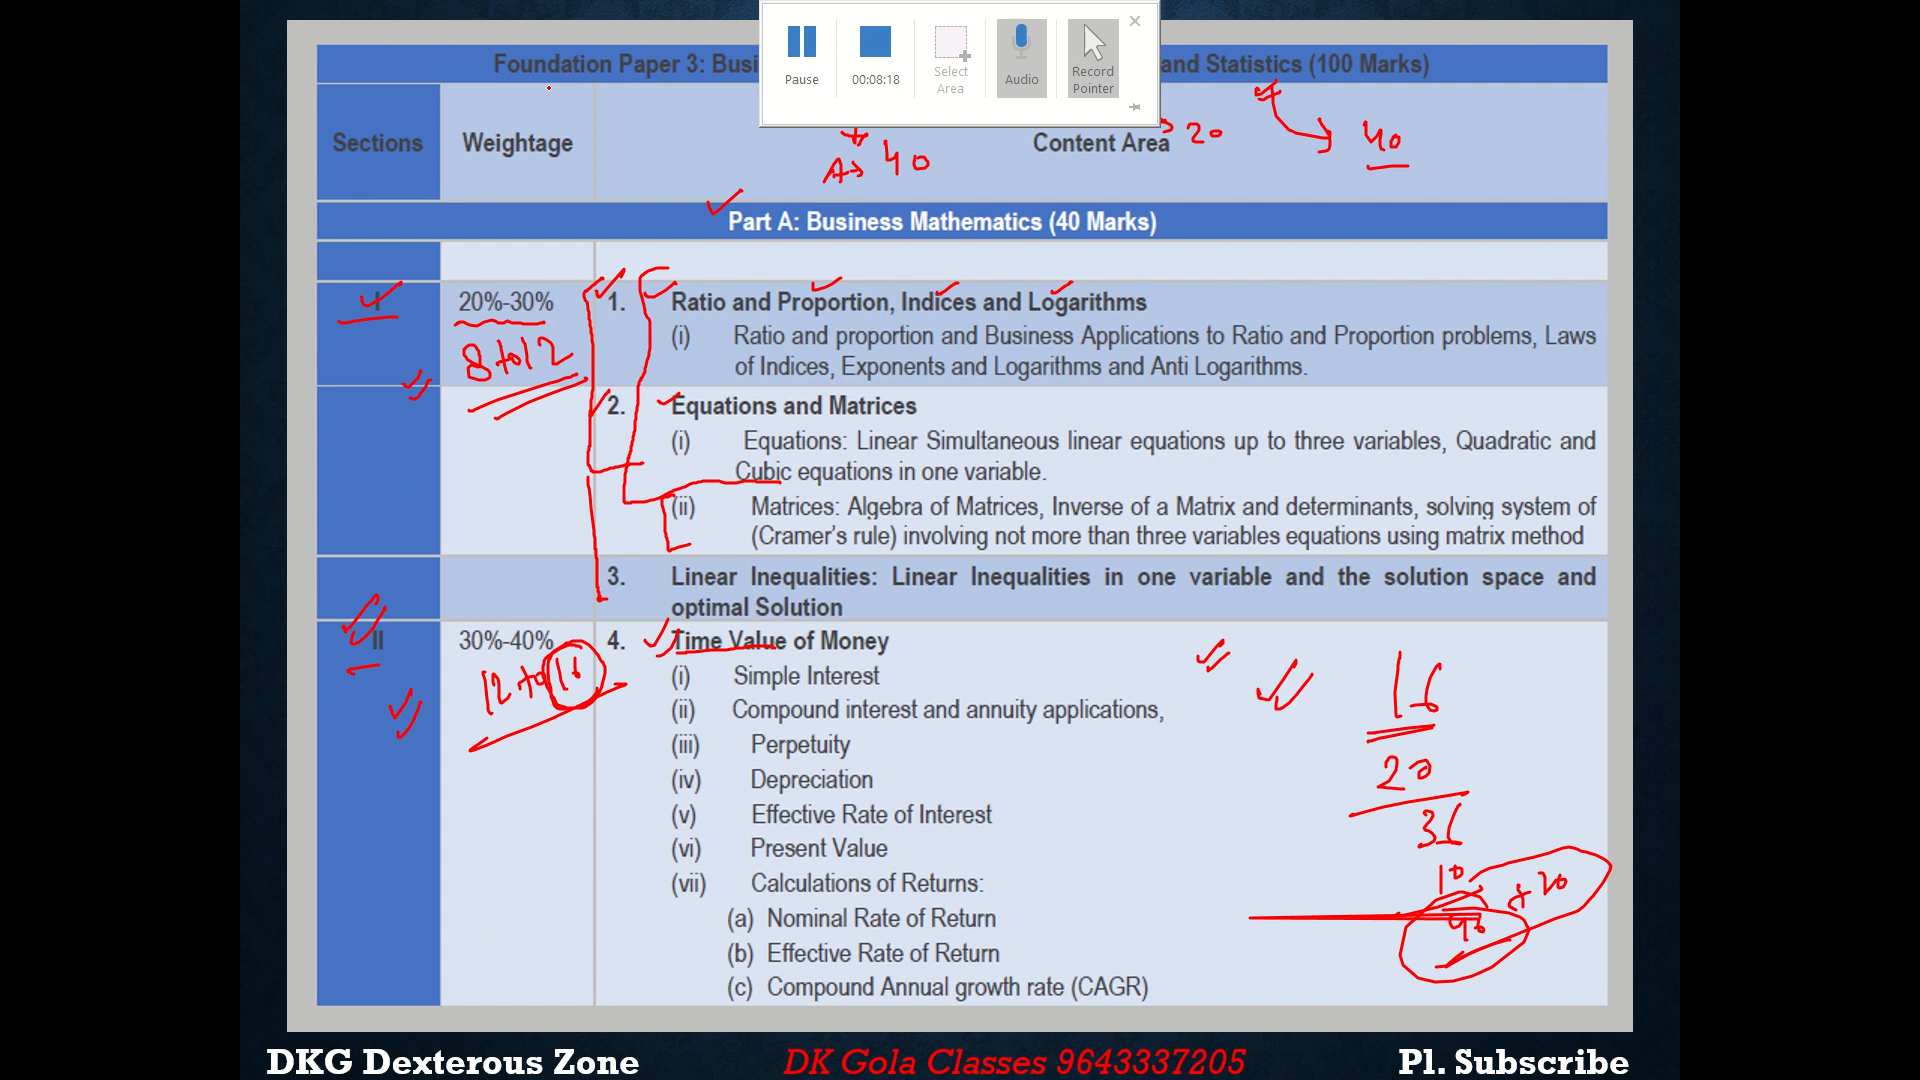 Pause
00:08:18
Select
Area
Audio
Record
Pointer
Foundation Paper 3: Busi and Statistics (100 Marks)
Sections Weightage Content Area
20
40
A→ 40
Part A: Business Mathematics (40 Marks)
I 20%-30% 1. Ratio and Proportion, Indices and Logarithms
(i) Ratio and proportion and Business Applications to Ratio and Proportion problems, Laws
of Indices, Exponents and Logarithms and Anti Logarithms.
8 to 12
2. Equations and Matrices
(i) Equations: Linear Simultaneous linear equations up to three variables, Quadratic and
Cubic equations in one variable.
(ii) Matrices: Algebra of Matrices, Inverse of a Matrix and determinants, solving system of
(Cramer's rule) involving not more than three variables equations using matrix method
3. Linear Inequalities: Linear Inequalities in one variable and the solution space and
optimal Solution
II 30%-40% 4. Time Value of Money
12 to 16
(i) Simple Interest
(ii) Compound interest and annuity applications,
(iii) Perpetuity
(iv) Depreciation
(v) Effective Rate of Interest
(vi) Present Value
(vii) Calculations of Returns:
(a) Nominal Rate of Return
(b) Effective Rate of Return
(c) Compound Annual growth rate (CAGR)
16
20
36
10
46
+20
DKG Dexterous Zone DK Gola Classes 9643337205 Pl. Subscribe